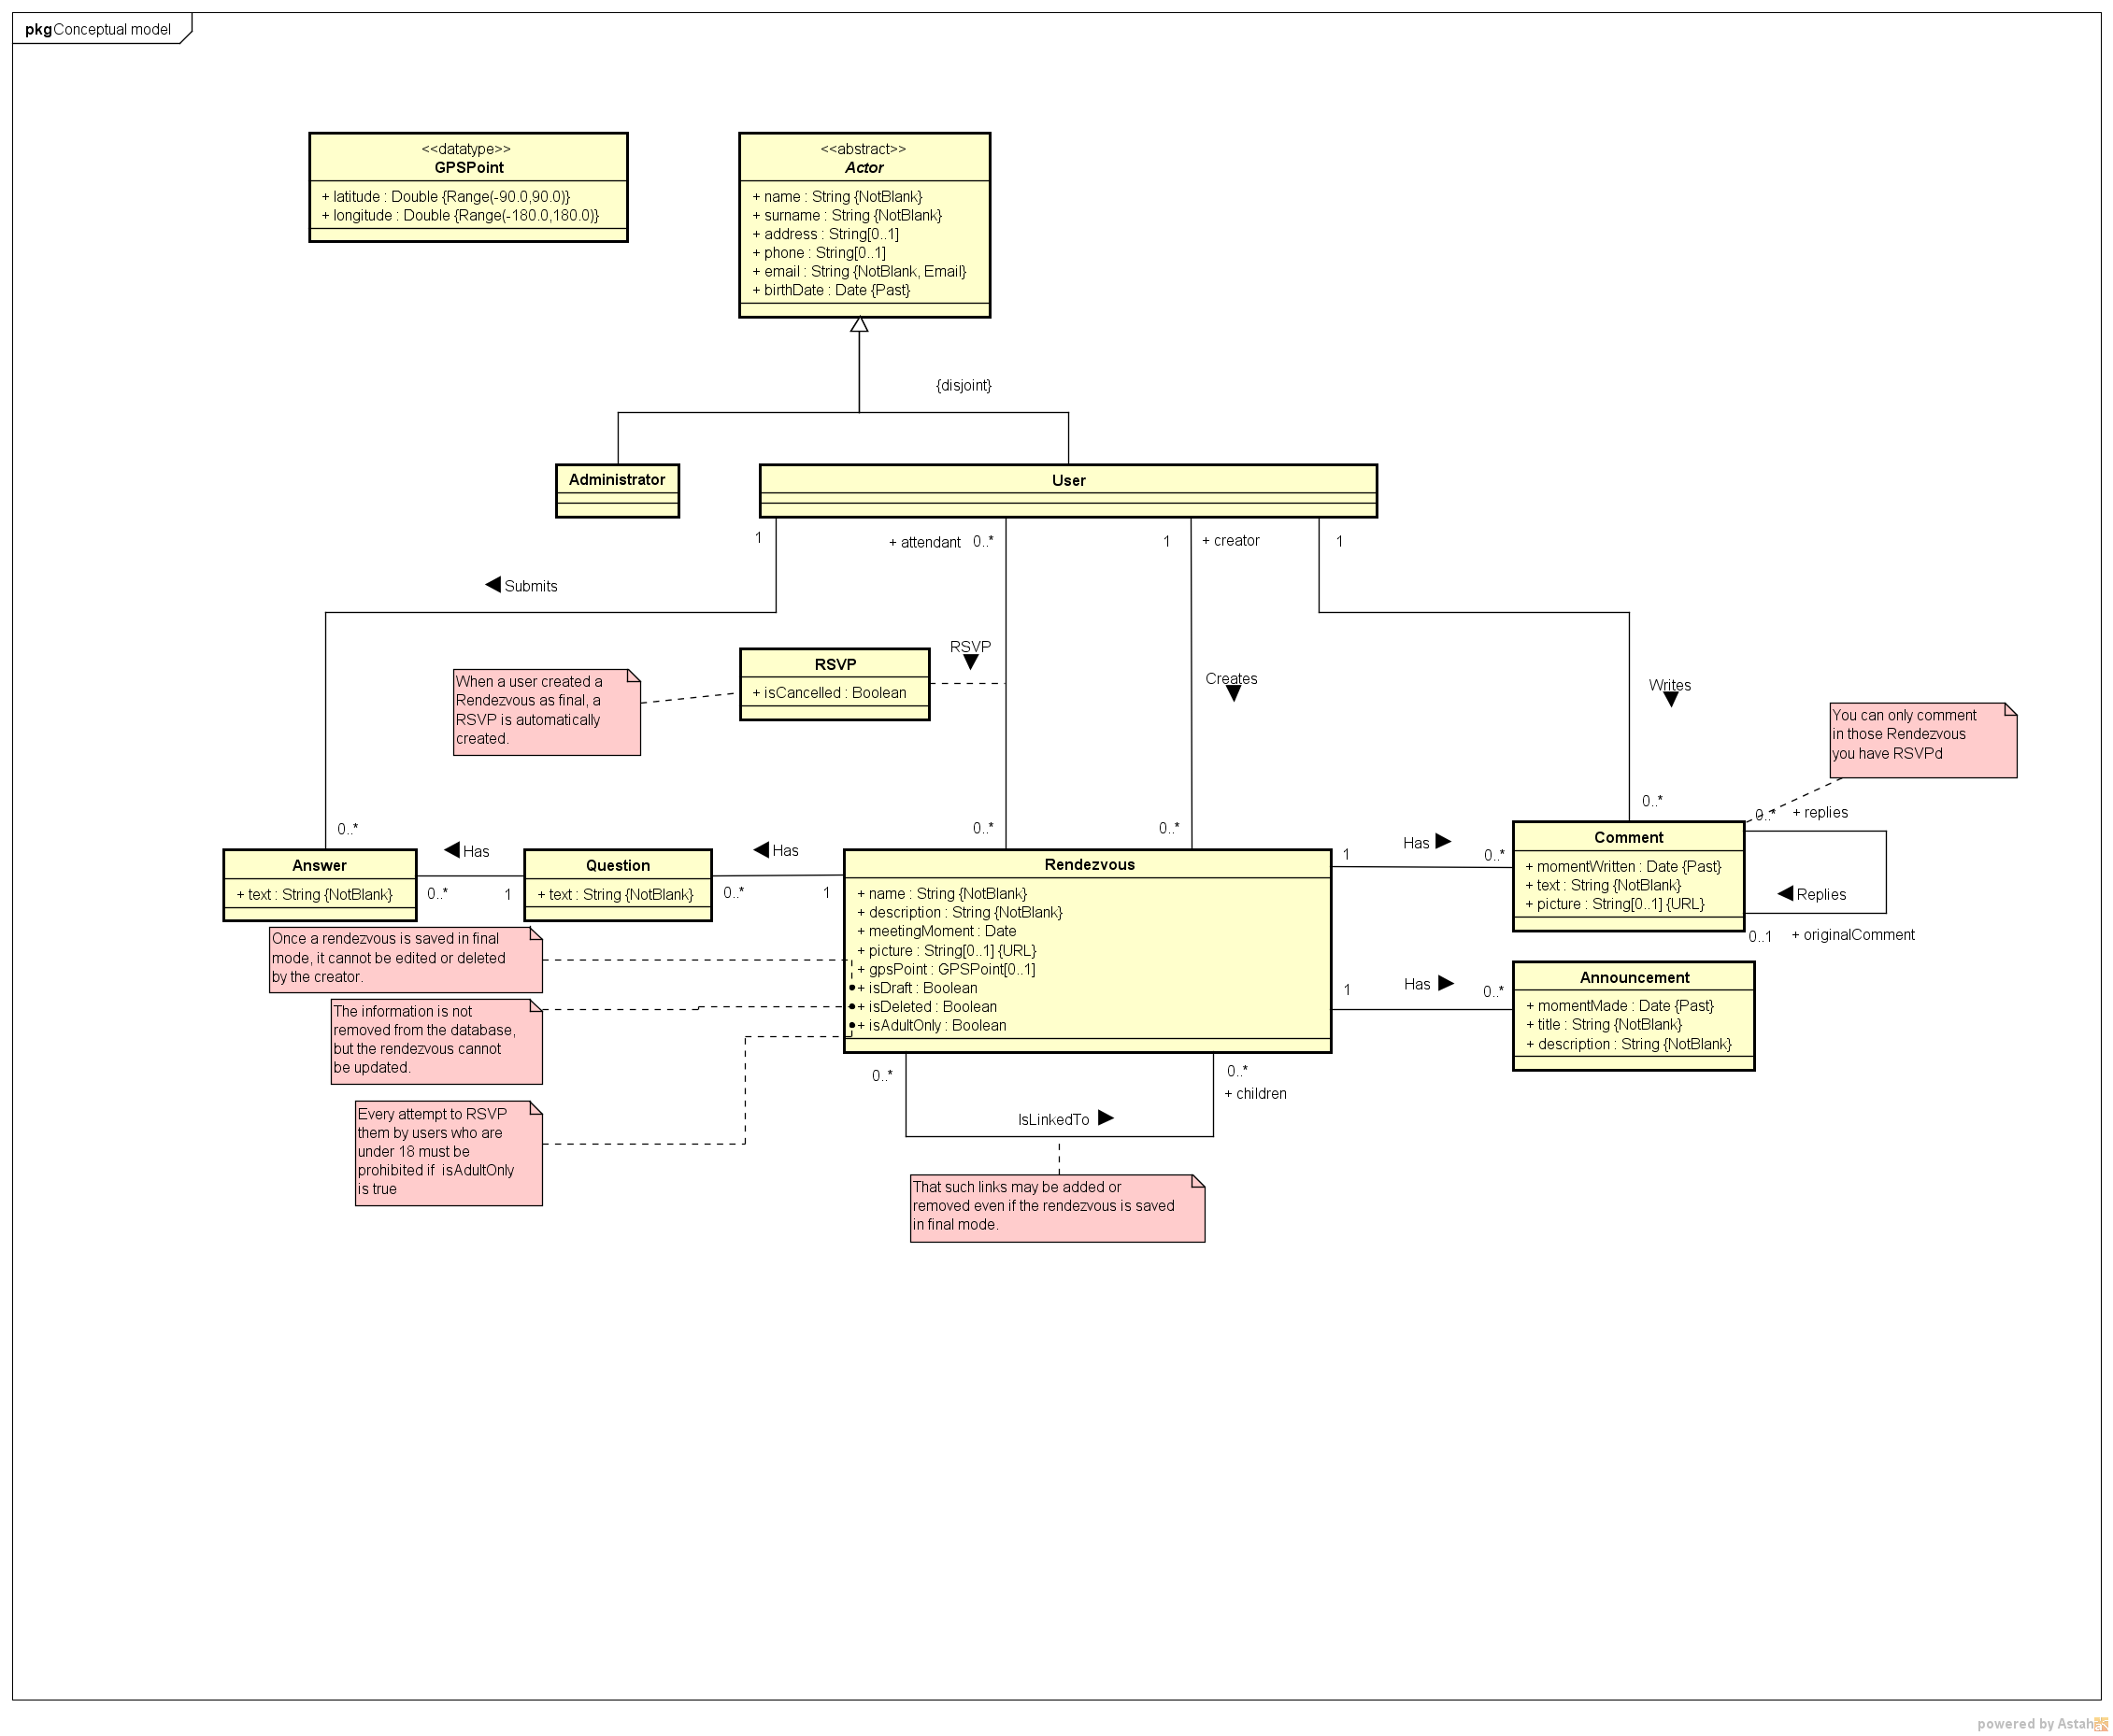 pkg Conceptual model
<<datatype>>
GPSPoint
+ latitude : Double {Range(-90.0,90.0)}
+ longitude : Double {Range(-180.0,180.0)}
<<abstract>>
Actor
+ name : String {NotBlank}
+ surname : String {NotBlank}
+ address : String[0..1]
+ phone : String[0..1]
+ email : String {NotBlank, Email}
+ birthDate : Date {Past}
{disjoint}
Administrator
User
1
+ attendant 0..*
1 + creator
1
Submits
RSVP
+ isCancelled : Boolean
RSVP
When a user created a
Rendezvous as final, a
RSVP is automatically
created.
Creates
Writes
You can only comment
in those Rendezvous
you have RSVPd
0..*
0..*
0..*
0..*
0..* + replies
Answer
+ text : String {NotBlank}
Has
0..* 1
Question
+ text : String {NotBlank}
Has
0..* 1
Rendezvous
+ name : String {NotBlank}
+ description : String {NotBlank}
+ meetingMoment : Date
+ picture : String[0..1] {URL}
+ gpsPoint : GPSPoint[0..1]
+ isDraft : Boolean
+ isDeleted : Boolean
+ isAdultOnly : Boolean
1 Has 0..*
Comment
+ momentWritten : Date {Past}
+ text : String {NotBlank}
+ picture : String[0..1] {URL}
Replies
0..1 + originalComment
1 Has 0..*
Announcement
+ momentMade : Date {Past}
+ title : String {NotBlank}
+ description : String {NotBlank}
Once a rendezvous is saved in final
mode, it cannot be edited or deleted
by the creator.
The information is not
removed from the database,
but the rendezvous cannot
be updated.
Every attempt to RSVP
them by users who are
under 18 must be
prohibited if  isAdultOnly
is true
0..*
0..*
+ children
IsLinkedTo
That such links may be added or
removed even if the rendezvous is saved
in final mode.
powered by Astah